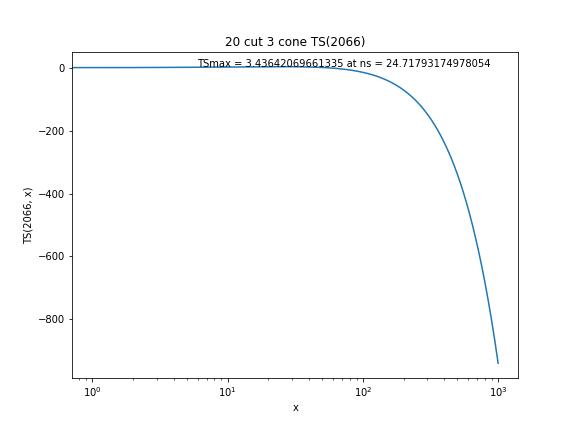 20 cut 3 cone TS(2066)
TSmax = 3.43642069661335 at ns = 24.71793174978054
0
−200
−400
−600
−800
TS(2066, x)
10⁰
10¹
10²
10³
x